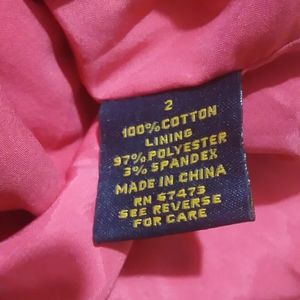 2
100% COTTON
LINING
97% POLYESTER
3% SPANDEX
MADE IN CHINA
RN 67473
SEE REVERSE
FOR CARE